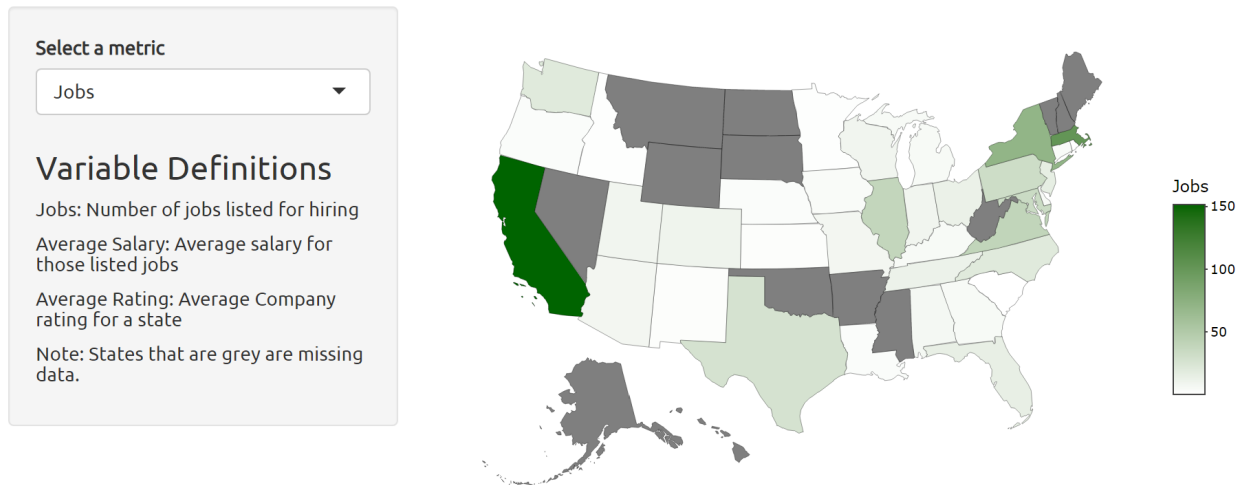 Select a metric
Jobs
Variable Definitions
Jobs: Number of jobs listed for hiring
Average Salary: Average salary for
those listed jobs
Average Rating: Average Company
rating for a state
Note: States that are grey are missing
data.
Jobs
150
100
50